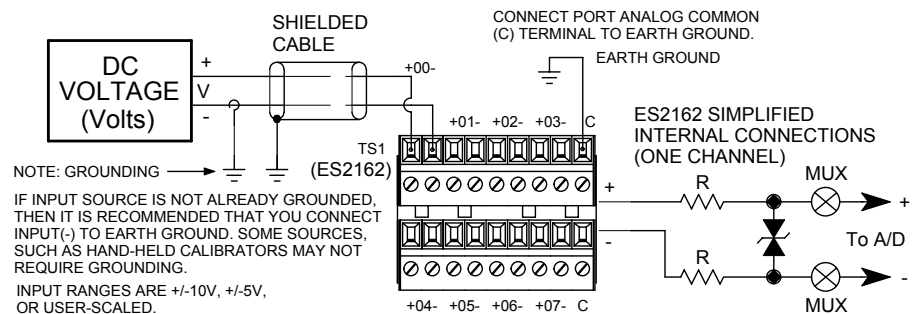 SHIELDED
CABLE
CONNECT PORT ANALOG COMMON
(C) TERMINAL TO EARTH GROUND.
EARTH GROUND
DC
VOLTAGE
(Volts)
+
V
-
+00-
+01- +02- +03- C
TS1
(ES2162)
ES2162 SIMPLIFIED
INTERNAL CONNECTIONS
(ONE CHANNEL)
NOTE: GROUNDING
IF INPUT SOURCE IS NOT ALREADY GROUNDED,
THEN IT IS RECOMMENDED THAT YOU CONNECT
INPUT(-) TO EARTH GROUND. SOME SOURCES,
SUCH AS HAND-HELD CALIBRATORS MAY NOT
REQUIRE GROUNDING.
INPUT RANGES ARE +/-10V, +/-5V,
OR USER-SCALED.
+04- +05- +06- +07- C
+
R
MUX
+
To A/D
-
R
MUX
-